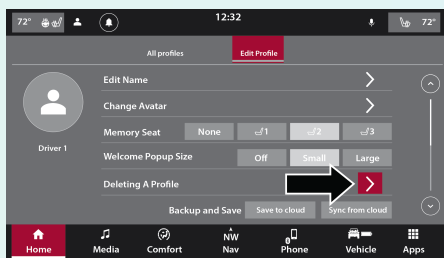 72° 12:32 72°
All profiles Edit Profile
Edit Name
Change Avatar
Memory Seat None 1 2 3
Driver 1
Welcome Popup Size Off Small Large
Deleting A Profile
Backup and Save Save to cloud Sync from cloud
NW
0
Home Media Comfort Nav Phone Vehicle Apps